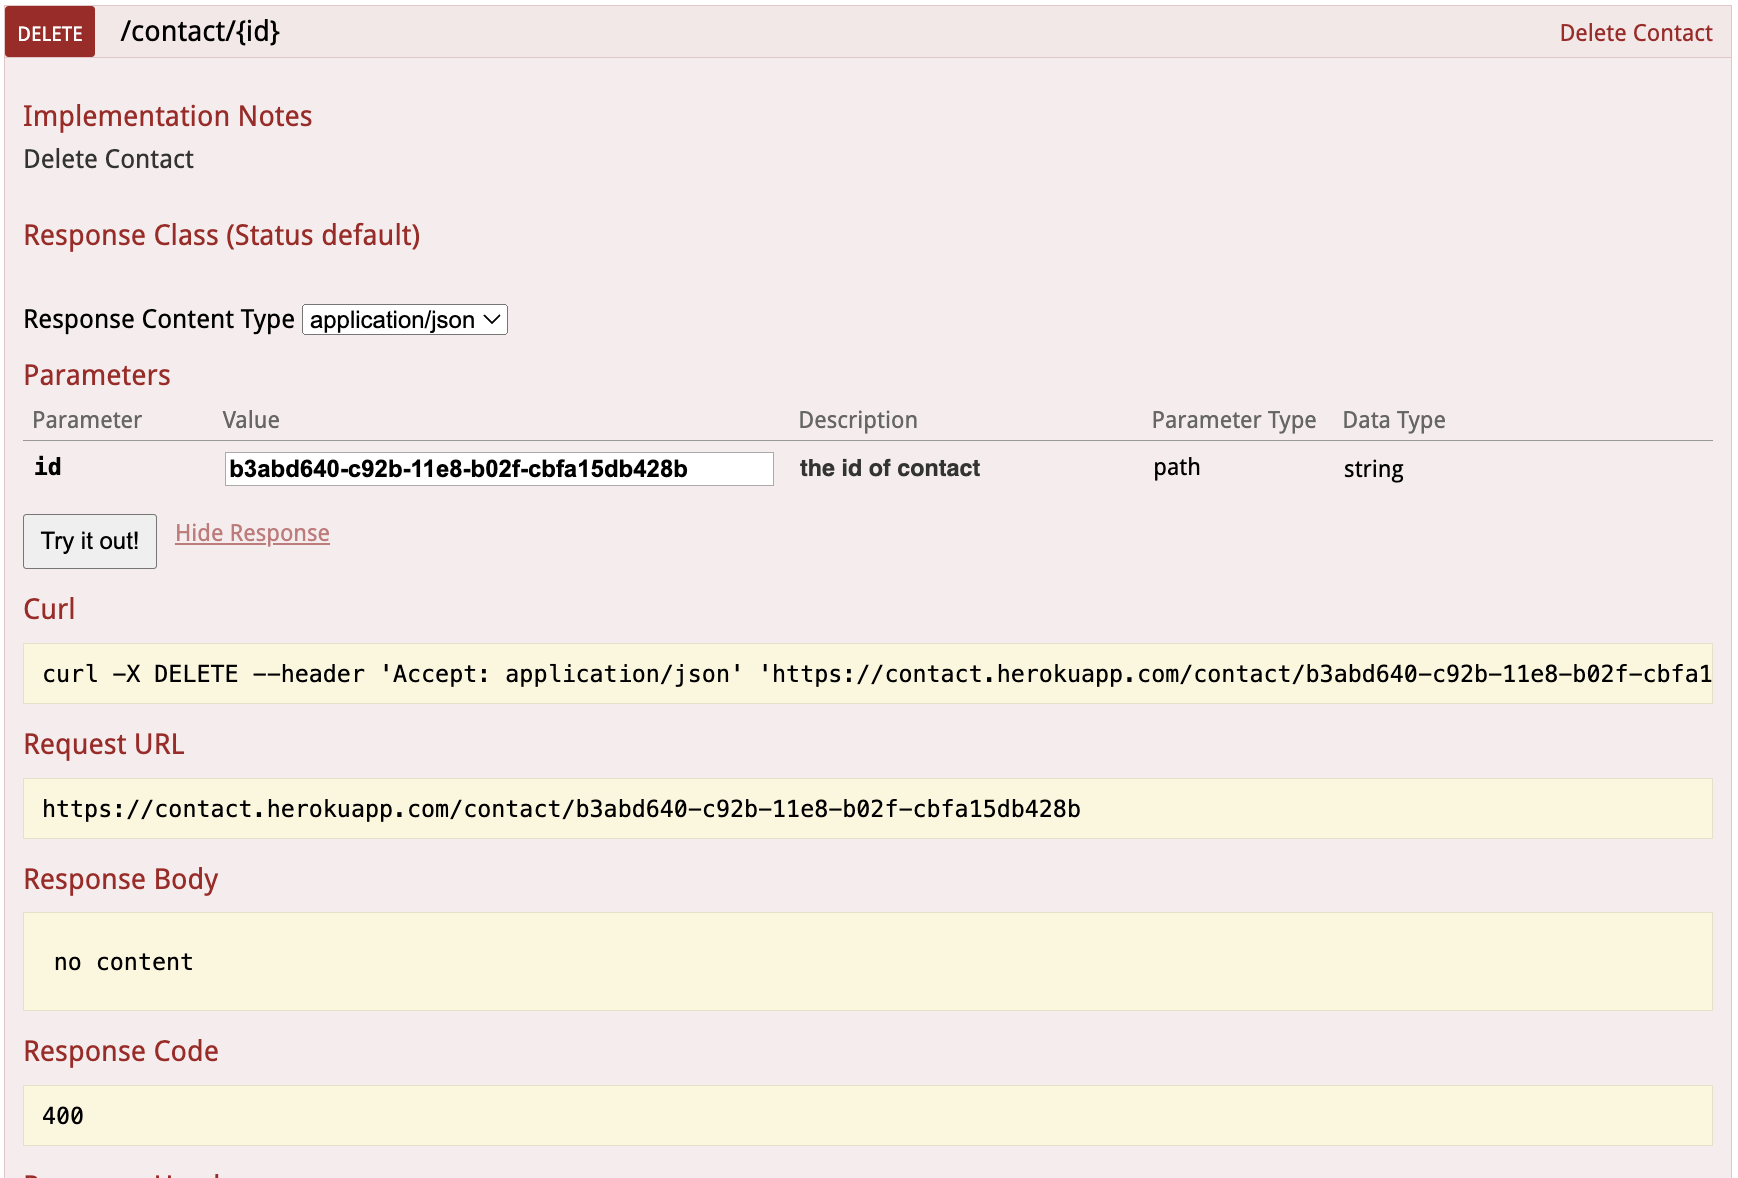 DELETE /contact/{id} Delete Contact
Implementation Notes
Delete Contact
Response Class (Status default)
Response Content Type application/json
Parameters
Parameter Value Description Parameter Type Data Type
id b3abd640-c92b-11e8-b02f-cbfa15db428b the id of contact path string
Try it out! Hide Response
Curl
curl -X DELETE --header 'Accept: application/json' 'https://contact.herokuapp.com/contact/b3abd640-c92b-11e8-b02f-cbfa1
Request URL
https://contact.herokuapp.com/contact/b3abd640-c92b-11e8-b02f-cbfa15db428b
Response Body
no content
Response Code
400